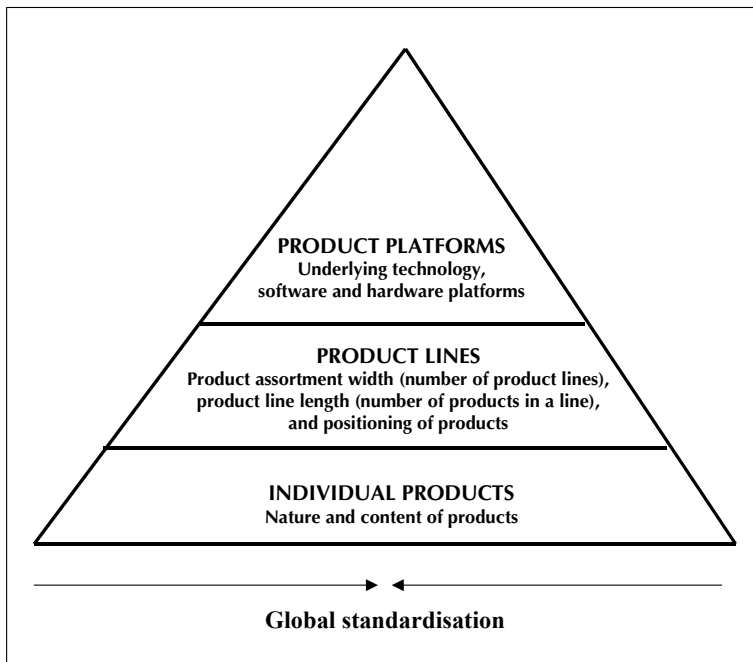 PRODUCT PLATFORMS
Underlying technology,
software and hardware platforms
PRODUCT LINES
Product assortment width (number of product lines),
product line length (number of products in a line),
and positioning of products
INDIVIDUAL PRODUCTS
Nature and content of products
Global standardisation